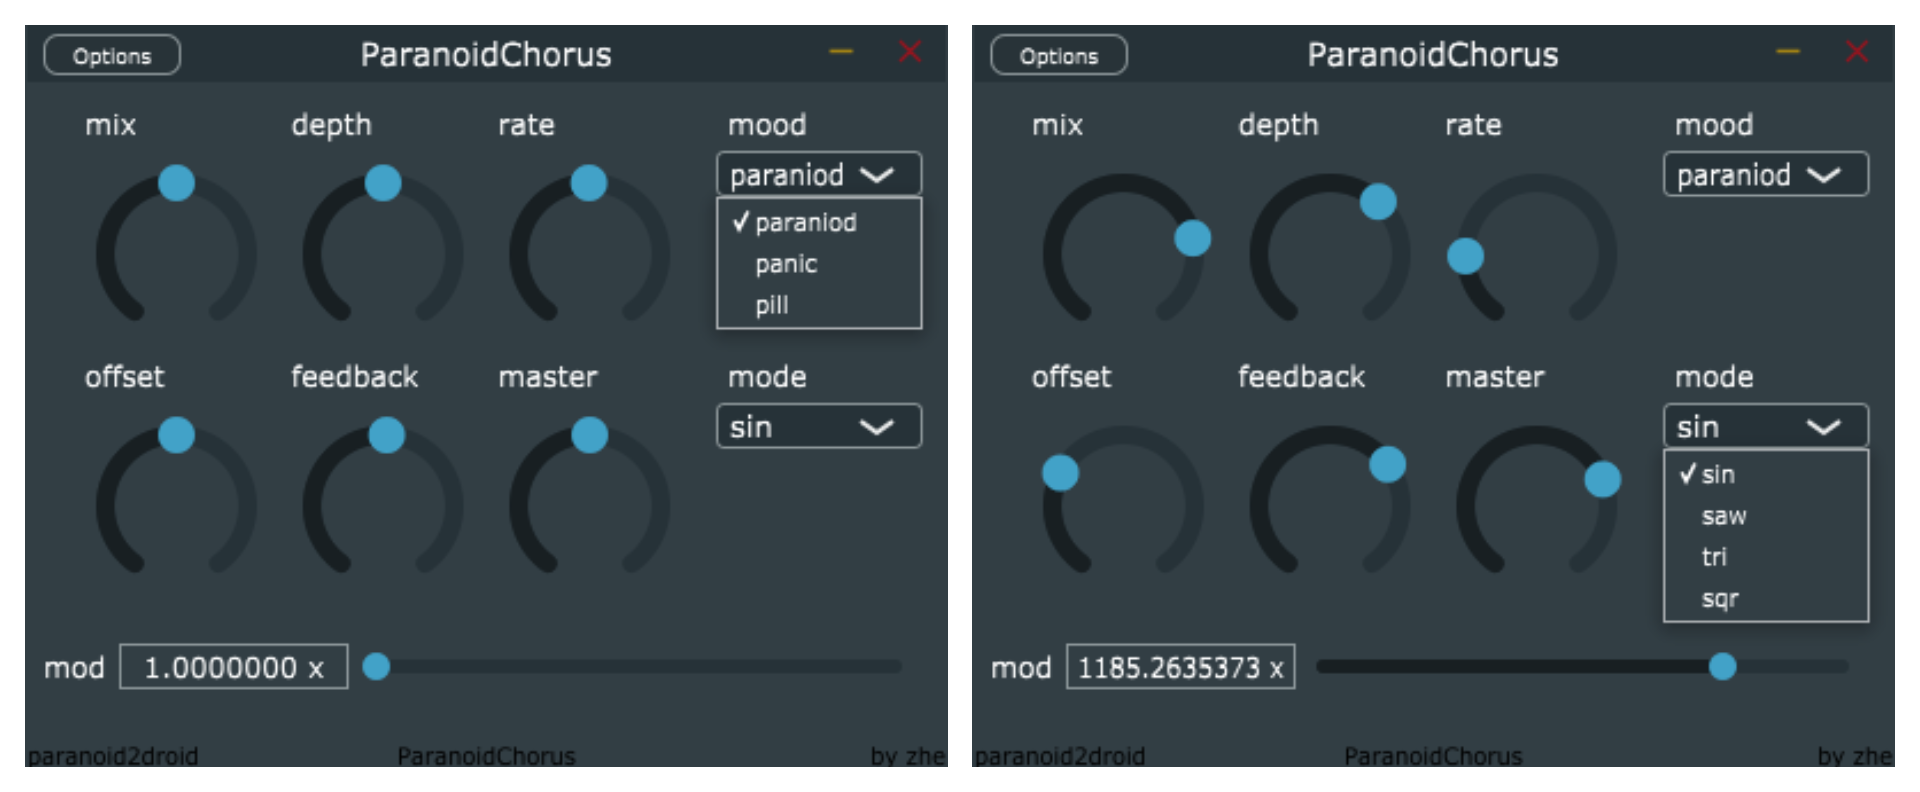 Options ParanoidChorus
mix depth rate mood
paraniod
✓ paraniod
panic
pill
offset feedback master mode
sin
mod 1.0000000 x
paranoid2droid ParanoidChorus by zhe
Options ParanoidChorus
mix depth rate mood
paraniod
offset feedback master mode
sin
✓ sin
saw
tri
sqr
mod 1185.2635373 x
paranoid2droid ParanoidChorus by zhe